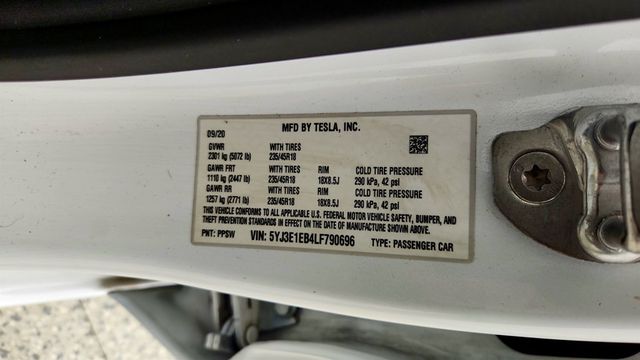 09/20 MFD BY TESLA, INC.
GVWR WITH TIRES
2301 kg (5072 lb) 235/45R18
GAWR FRT WITH TIRES RIM COLD TIRE PRESSURE
1110 kg (2447 lb) 235/45R18 18X8.5J 290 kPa, 42 psi
GAWR RR WITH TIRES RIM COLD TIRE PRESSURE
1257 kg (2771 lb) 235/45R18 18X8.5J 290 kPa, 42 psi
THIS VEHICLE CONFORMS TO ALL APPLICABLE U.S. FEDERAL MOTOR VEHICLE SAFETY, BUMPER, AND
THEFT PREVENTION STANDARDS IN EFFECT ON THE DATE OF MANUFACTURE SHOWN ABOVE.
PNT: PPSW VIN: 5YJ3E1EB4LF790696 TYPE: PASSENGER CAR